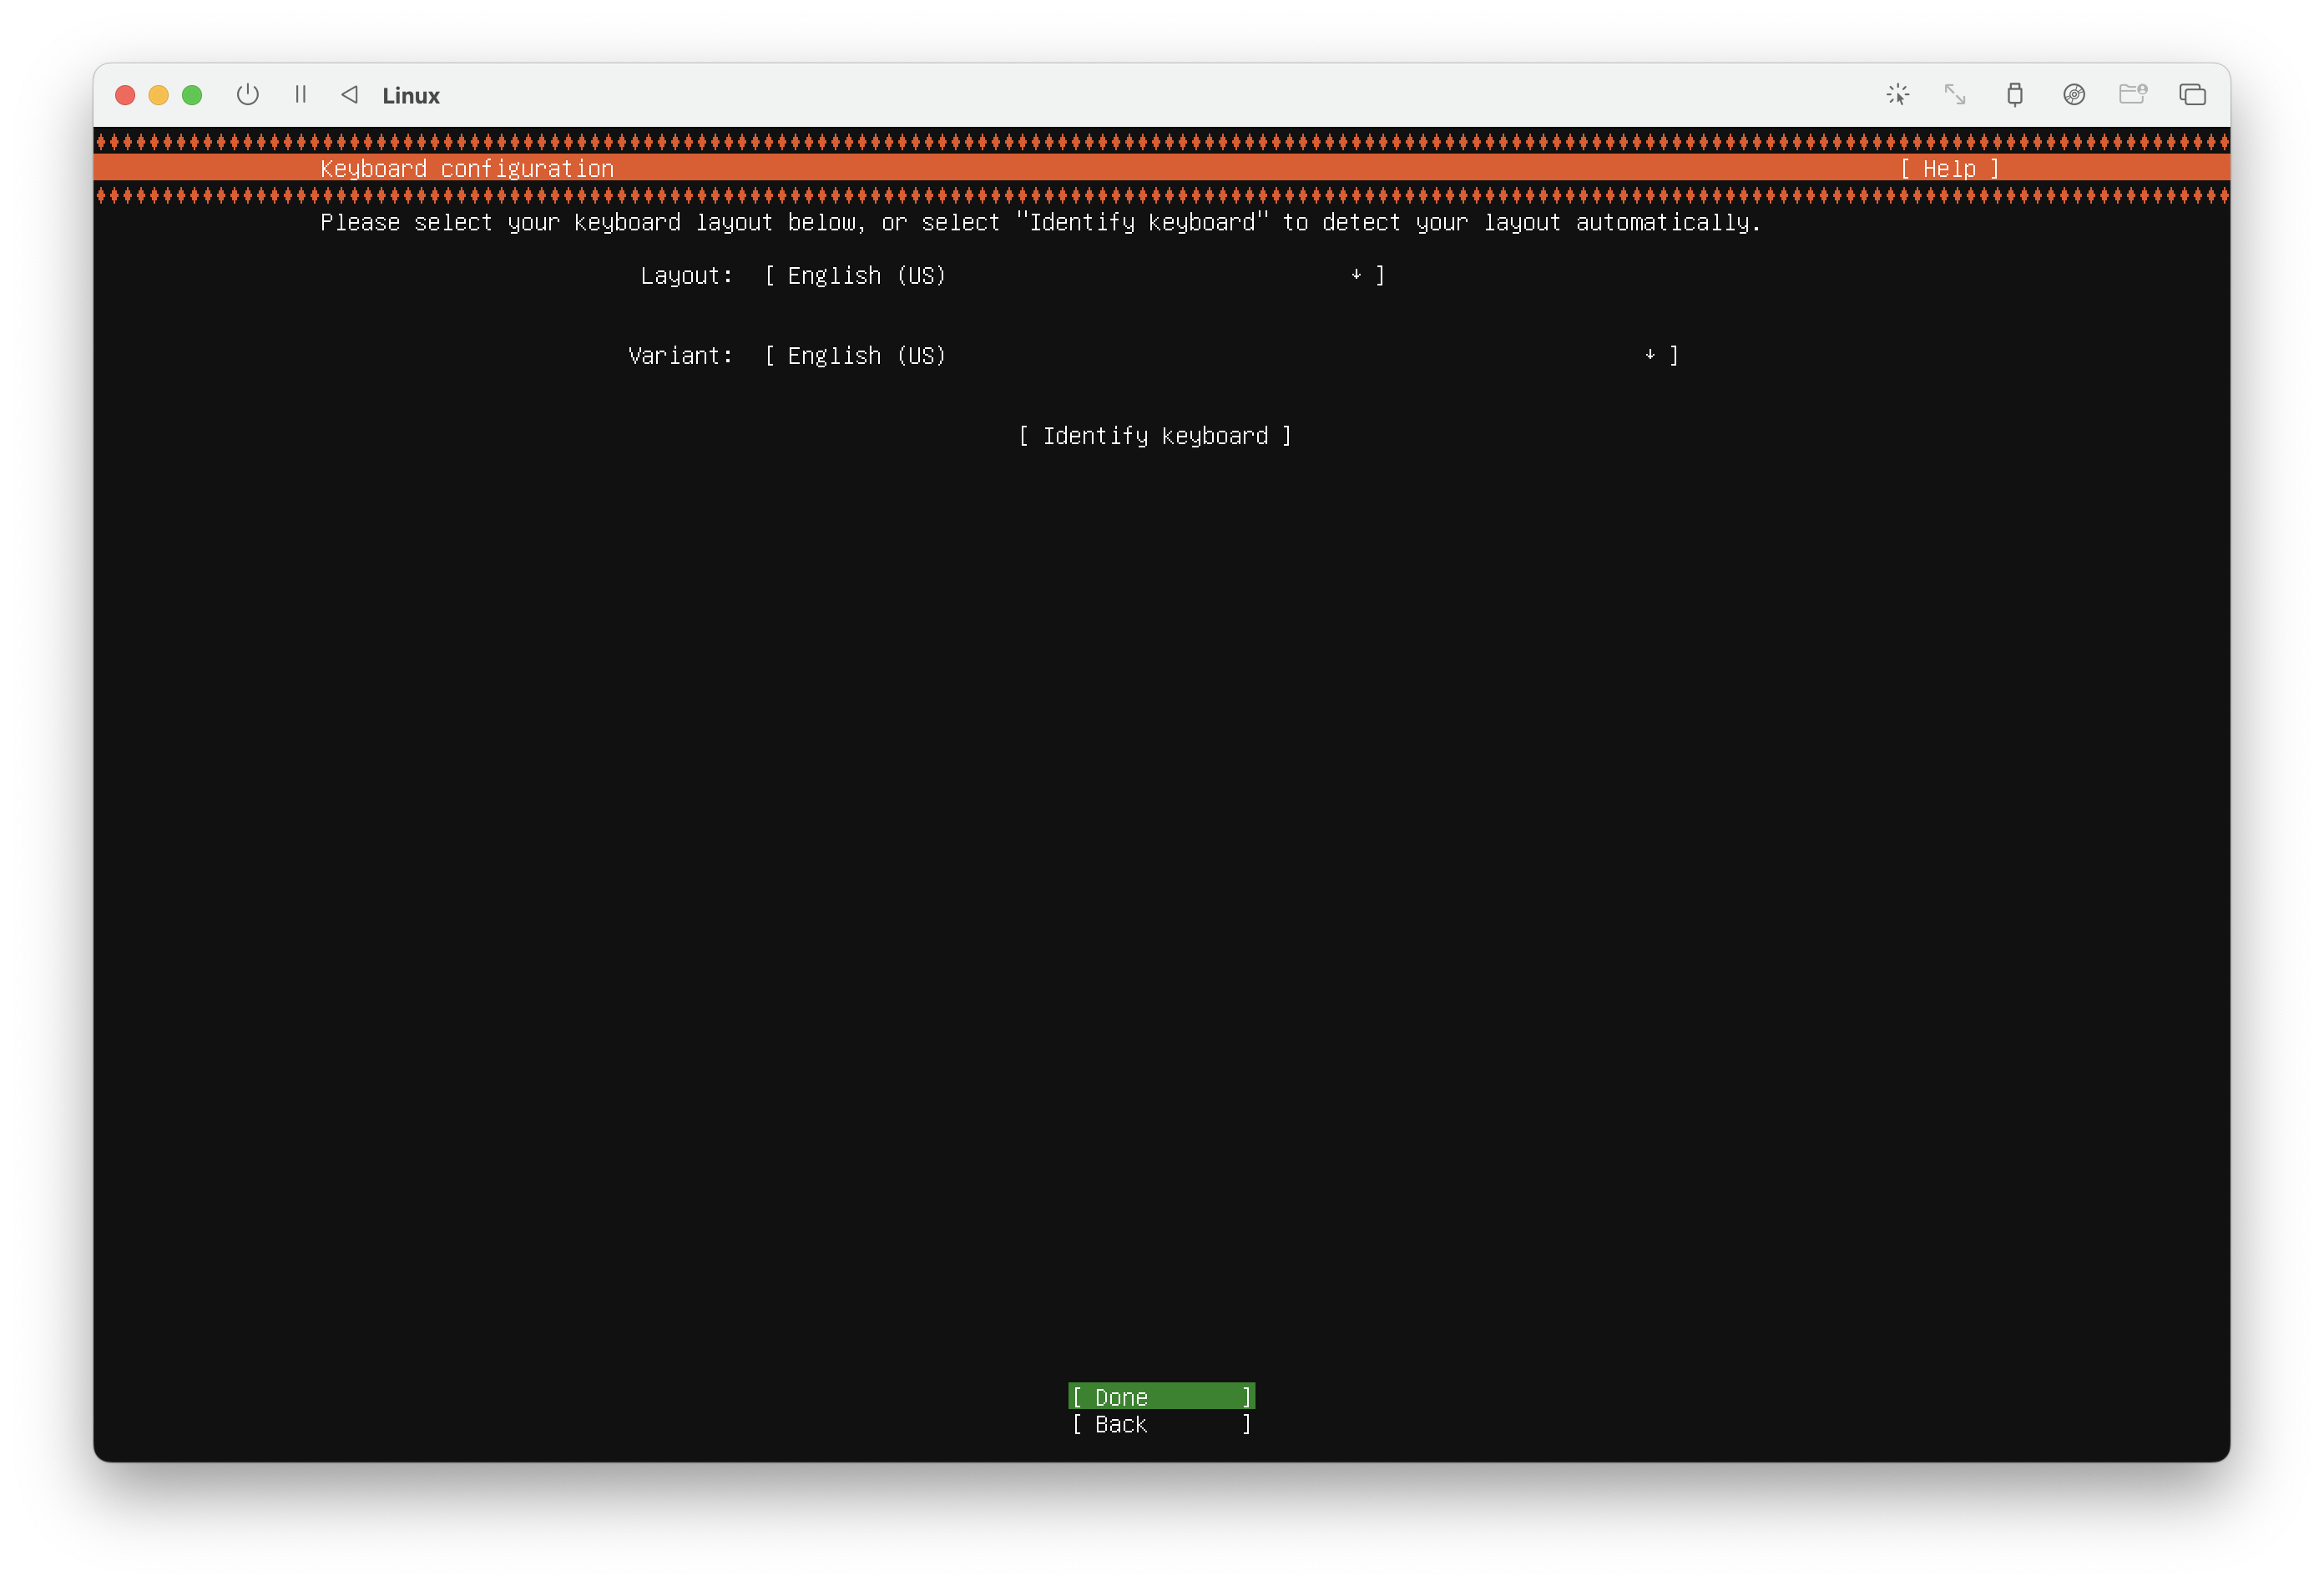 Linux
Keyboard configuration [ Help ]
Please select your keyboard layout below, or select "Identify keyboard" to detect your layout automatically.
Layout: [ English (US) ↓ ]
Variant: [ English (US) ↓ ]
[ Identify keyboard ]
[ Done ]
[ Back ]